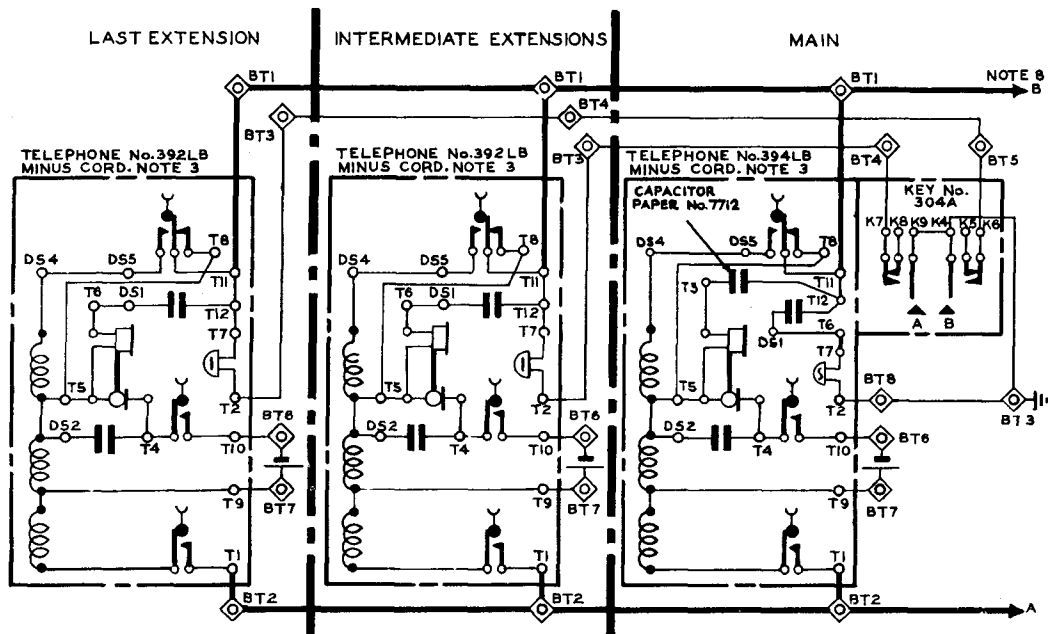 LAST EXTENSION
INTERMEDIATE EXTENSIONS
MAIN
BT1
BT1
BT1
NOTE 8
B
BT3
BT4
BT3
BT4
BT5
TELEPHONE No.392LB
MINUS CORD. NOTE 3
TELEPHONE No.392LB
MINUS CORD. NOTE 3
TELEPHONE No.394LB
MINUS CORD. NOTE 3
CAPACITOR
PAPER No.7712
KEY No.
304A
K7 K8 K9 K4 K5 K6
A B
DS4 DS5 T8
T11
T6 DS1
T12
T7
T5
T2
DS2 T4 T10
BT6
T9
BT7
T1
BT2
DS4 DS5 T8
T11
T6 DS1
T12
T7
T5
T2
DS2 T4 T10
BT6
T9
BT7
T1
BT2
DS4 DS5 T8
T11
T3
T12
DS1
T6
T7
T5
T2
BT8
BT3
DS2 T4 T10
BT6
T9
BT7
T1
BT2
A